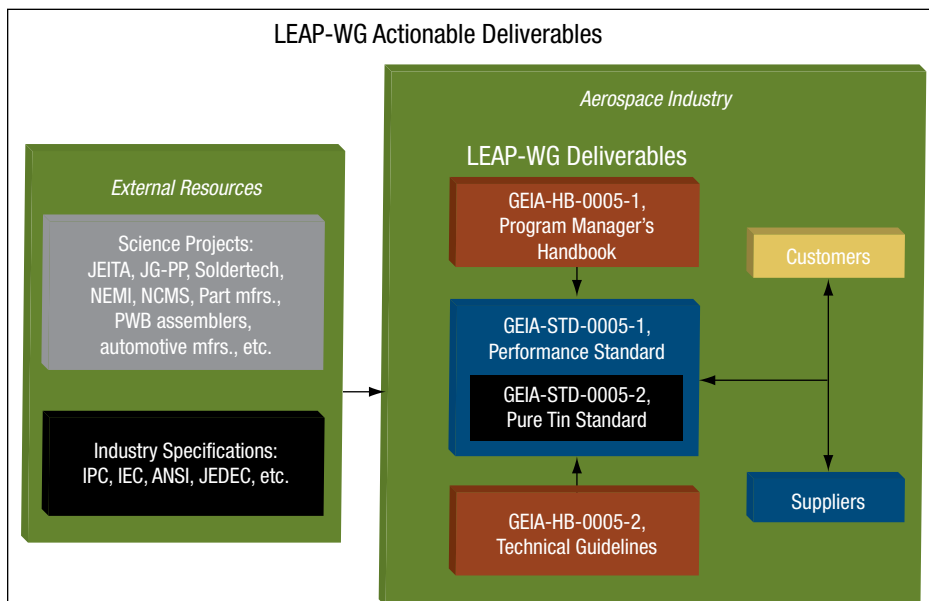 LEAP-WG Actionable Deliverables
External Resources
Science Projects:
JEITA, JG-PP, Soldertech,
NEMI, NCMS, Part mfrs.,
PWB assemblers,
automotive mfrs., etc.
Industry Specifications:
IPC, IEC, ANSI, JEDEC, etc.
Aerospace Industry
LEAP-WG Deliverables
GEIA-HB-0005-1,
Program Manager’s
Handbook
GEIA-STD-0005-1,
Performance Standard
GEIA-STD-0005-2,
Pure Tin Standard
GEIA-HB-0005-2,
Technical Guidelines
Customers
Suppliers